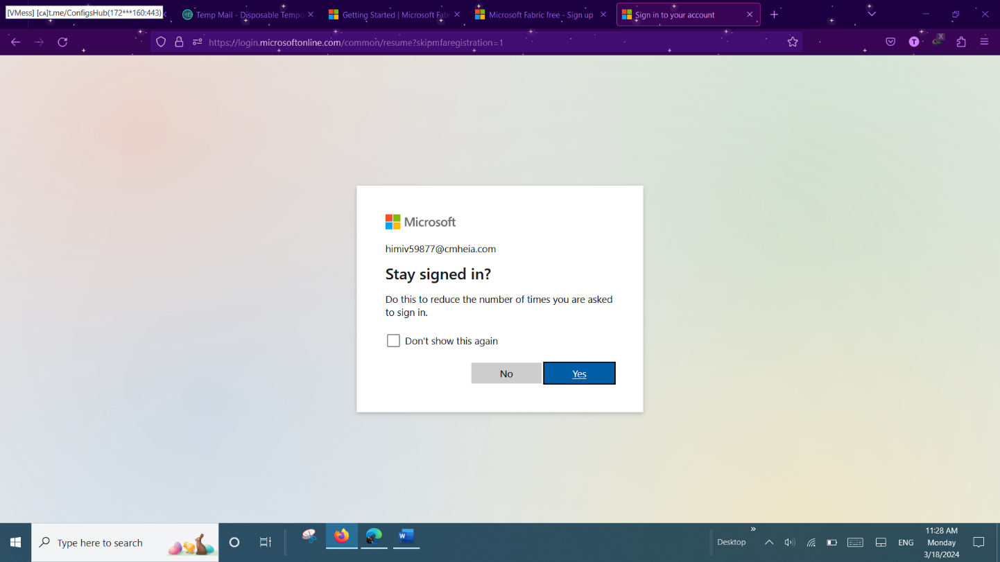 [VMess] [ᴄᴀ]t.me/ConfigsHub(172***160:443)
Temp Mail - Disposable Tempo
Getting Started | Microsoft Fab
Microsoft Fabric free - Sign up
Sign in to your account
https://login.microsoftonline.com/common/resume?skipmfaregistration=1
T
X
Microsoft
himiv59877@cmheia.com
Stay signed in?
Do this to reduce the number of times you are asked
to sign in.
Don't show this again
No
Yes
Type here to search
W
Desktop
ENG
11:28 AM
Monday
3/18/2024